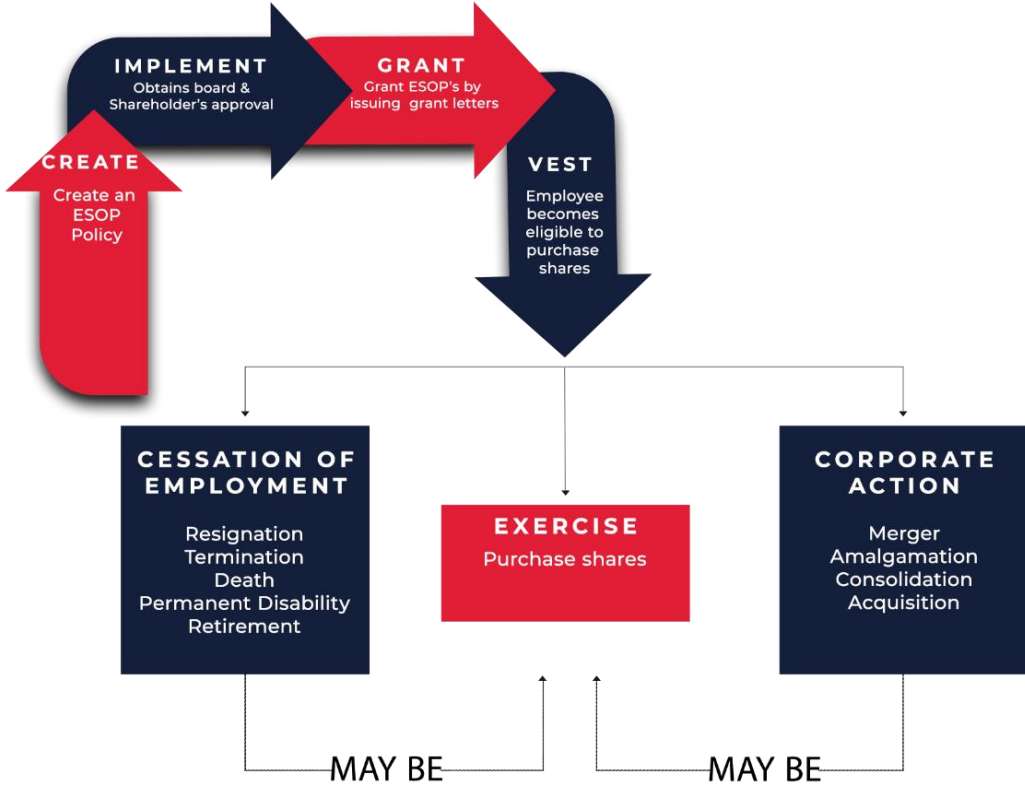 IMPLEMENT
Obtains board &
Shareholder's approval
GRANT
Grant ESOP's by
issuing grant letters
CREATE
Create an
ESOP
Policy
VEST
Employee
becomes
eligible to
purchase
shares
CESSATION OF
EMPLOYMENT
Resignation
Termination
Death
Permanent Disability
Retirement
EXERCISE
Purchase shares
CORPORATE
ACTION
Merger
Amalgamation
Consolidation
Acquisition
MAY BE
MAY BE